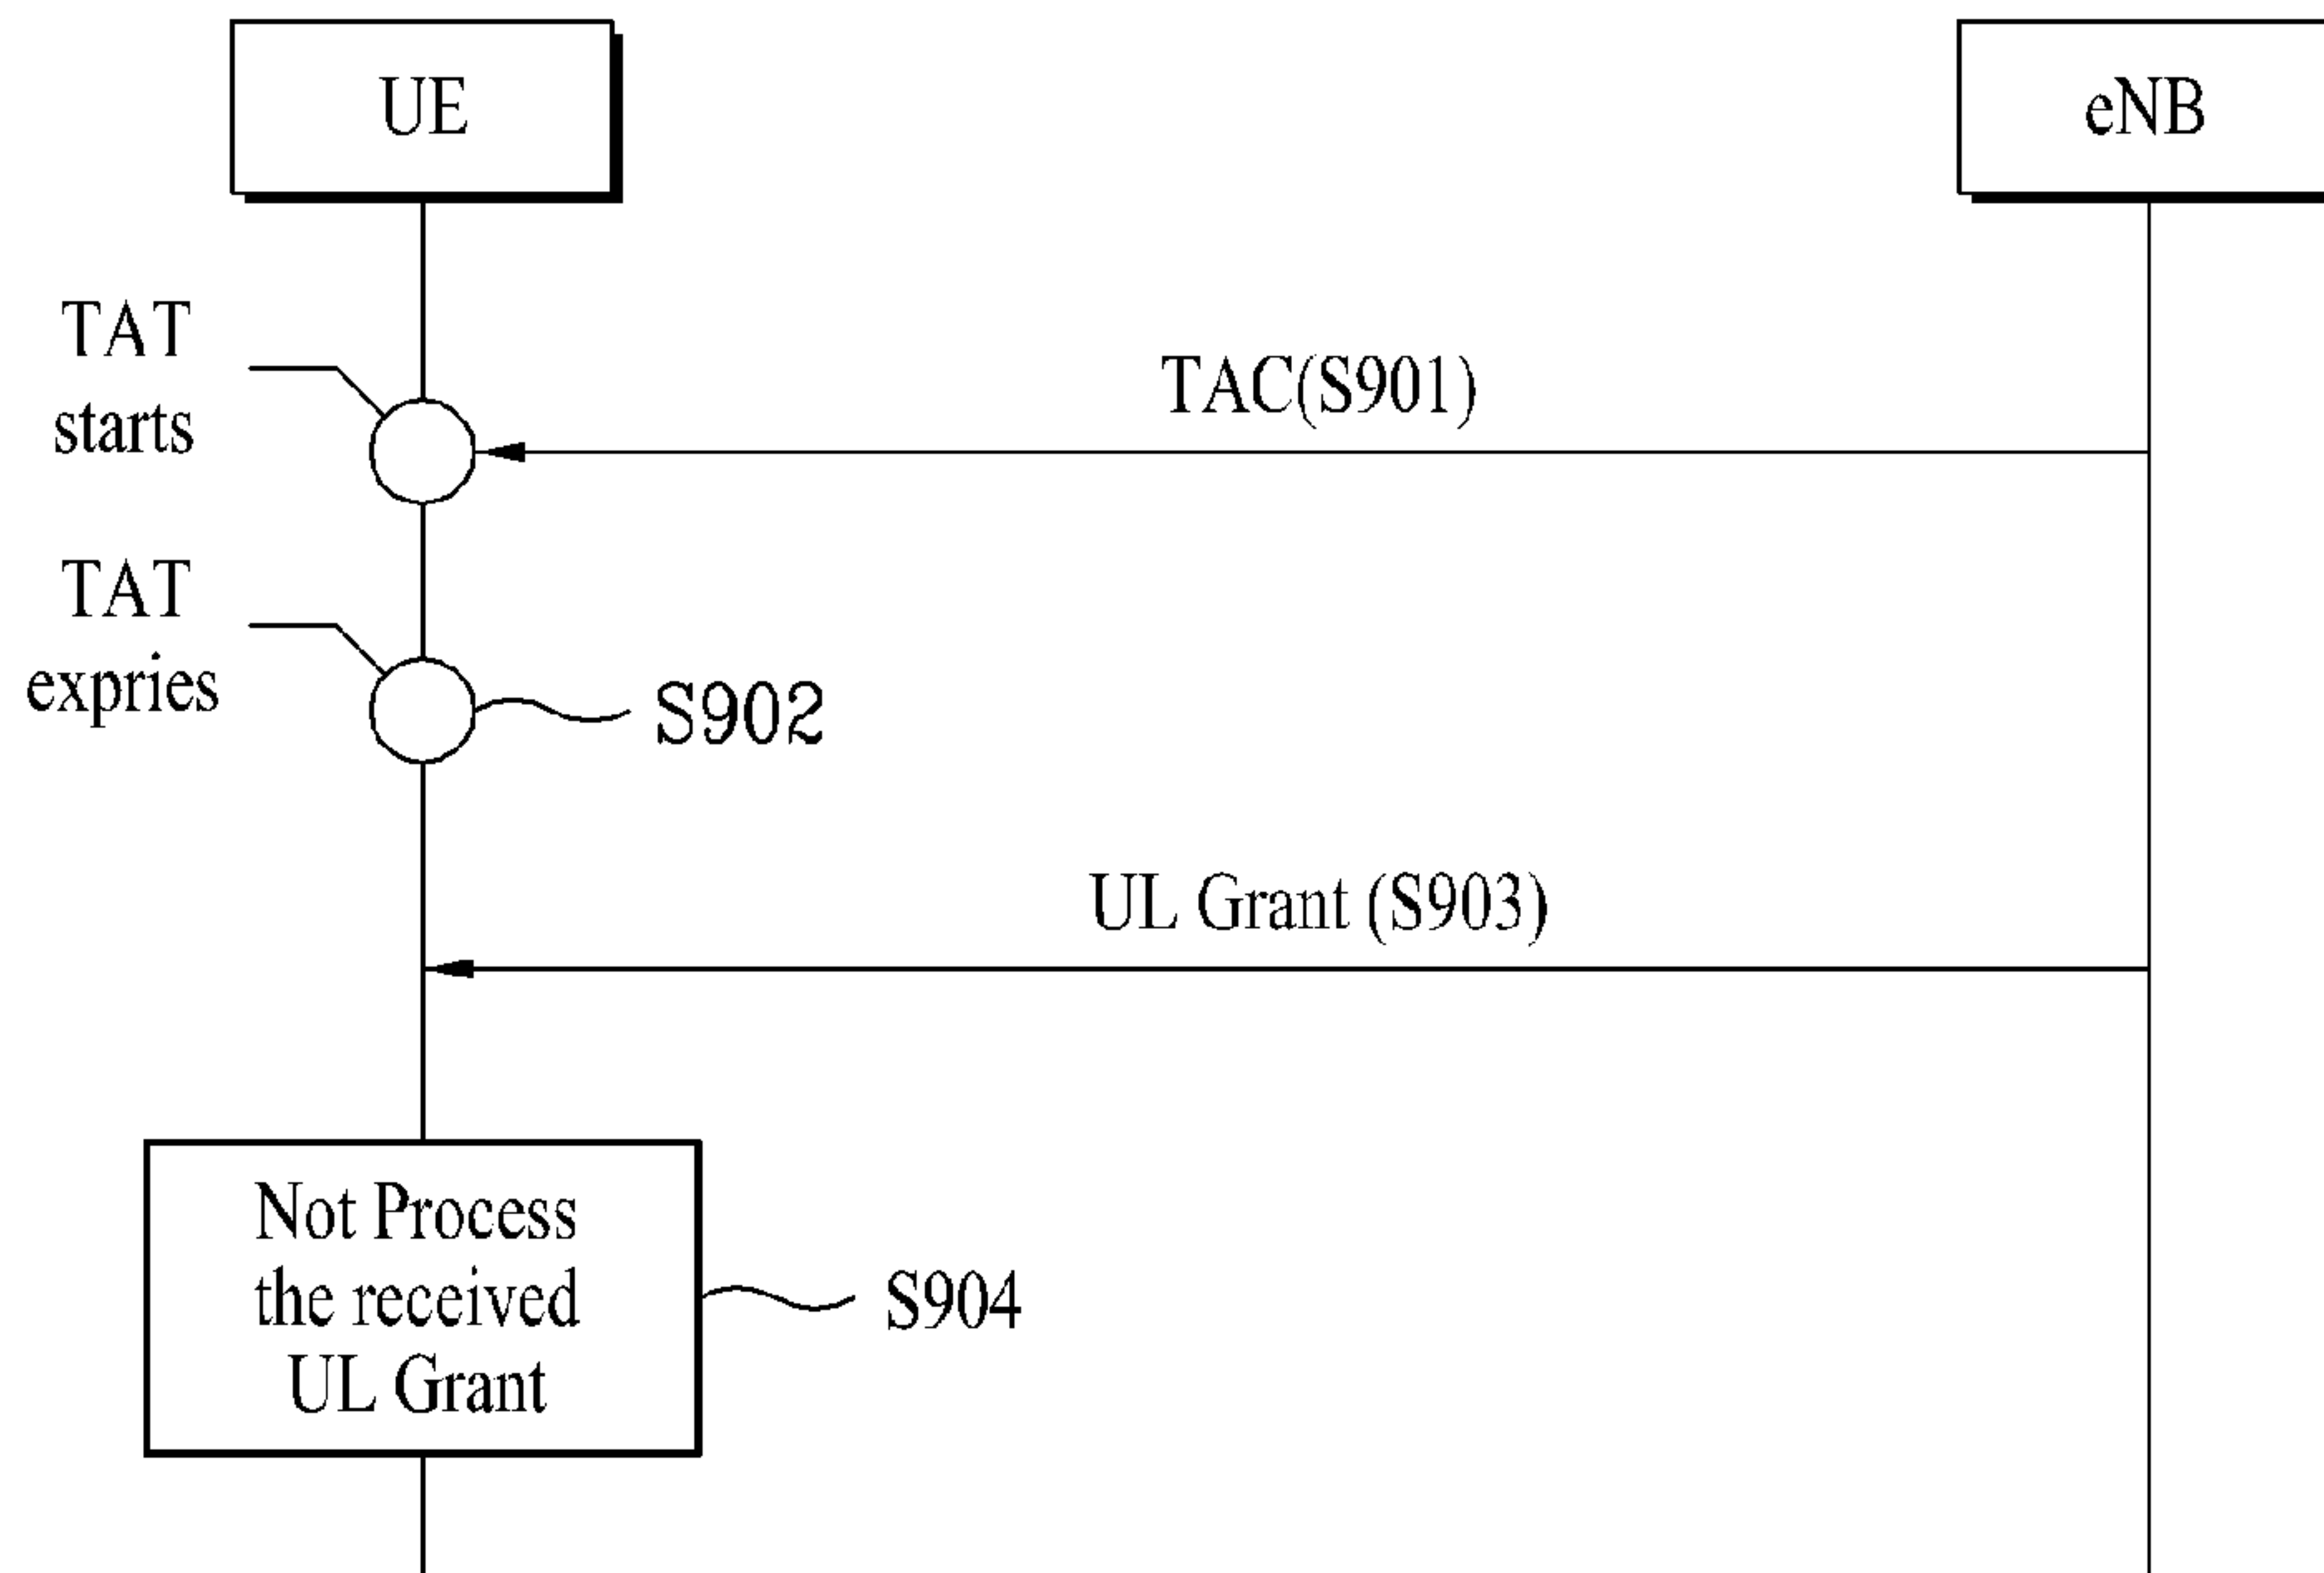 UE
eNB
TAT
starts
TAC(S901)
TAT
expries
S902
UL Grant (S903)
Not Process
the received
UL Grant
S904